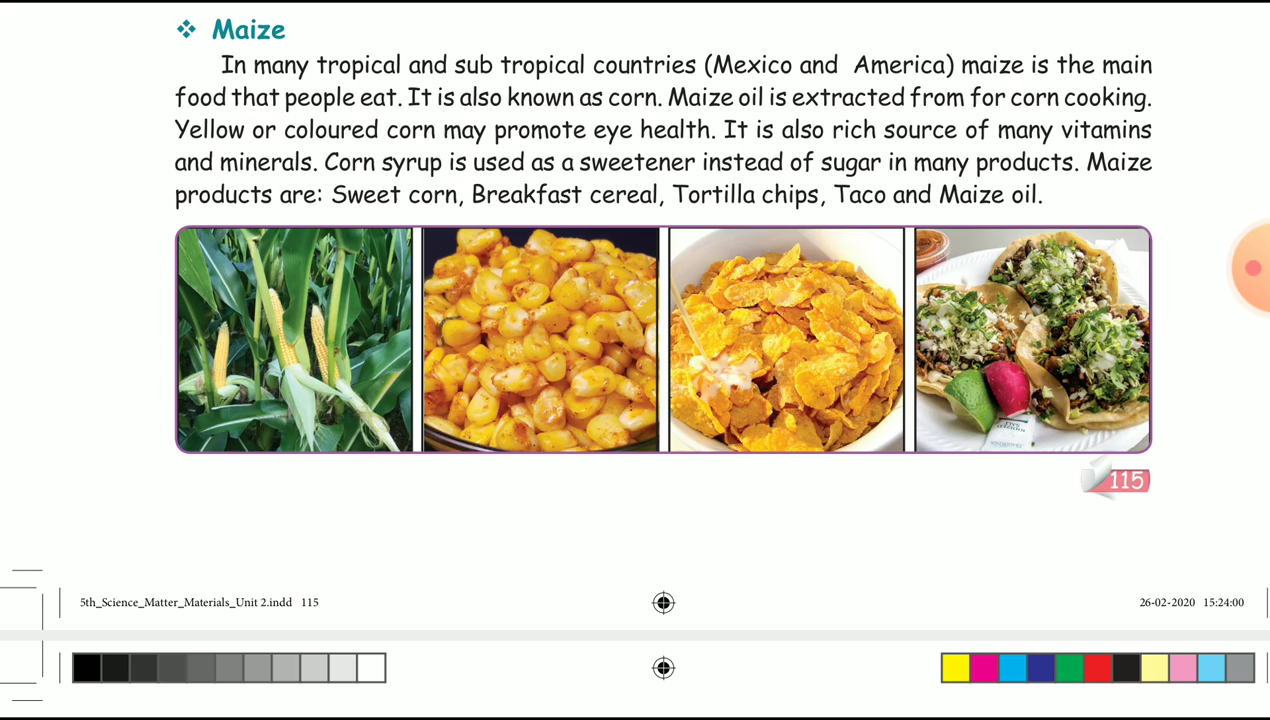 ❖ Maize
In many tropical and sub tropical countries (Mexico and America) maize is the main
food that people eat. It is also known as corn. Maize oil is extracted from for corn cooking.
Yellow or coloured corn may promote eye health. It is also rich source of many vitamins
and minerals. Corn syrup is used as a sweetener instead of sugar in many products. Maize
products are: Sweet corn, Breakfast cereal, Tortilla chips, Taco and Maize oil.
115
5th_Science_Matter_Materials_Unit 2.indd 115
26-02-2020 15:24:00